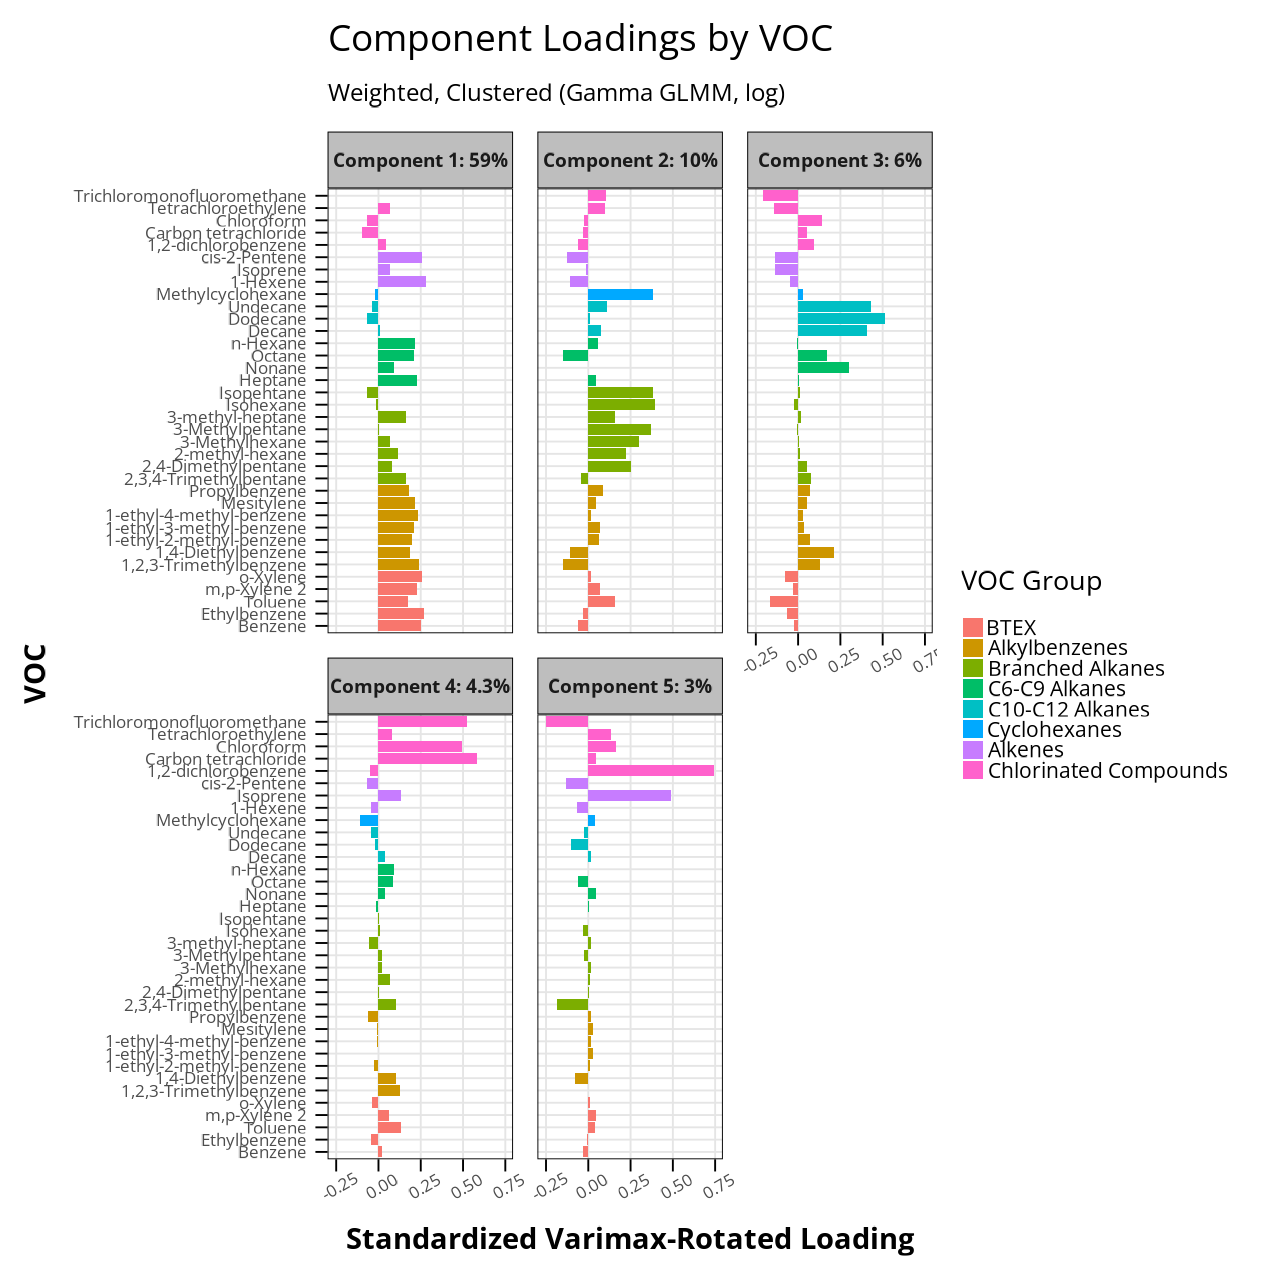 Component Loadings by VOC
Weighted, Clustered (Gamma GLMM, log)
Component 1: 59%
Component 2: 10%
Component 3: 6%
Trichloromonofluoromethane
Tetrachloroethylene
Chloroform
Carbon tetrachloride
1,2-dichlorobenzene
cis-2-Pentene
Isoprene
1-Hexene
Methylcyclohexane
Undecane
Dodecane
Decane
n-Hexane
Octane
Nonane
Heptane
Isopentane
Isohexane
3-methyl-heptane
3-Methylpentane
3-Methylhexane
2-methyl-hexane
2,4-Dimethylpentane
2,3,4-Trimethylpentane
Propylbenzene
Mesitylene
1-ethyl-4-methyl-benzene
1-ethyl-3-methyl-benzene
1-ethyl-2-methyl-benzene
1,4-Diethylbenzene
1,2,3-Trimethylbenzene
o-Xylene
m,p-Xylene 2
Toluene
Ethylbenzene
Benzene
-0.25 0.00 0.25 0.50 0.75
Component 4: 4.3%
Component 5: 3%
Trichloromonofluoromethane
Tetrachloroethylene
Chloroform
Carbon tetrachloride
1,2-dichlorobenzene
cis-2-Pentene
Isoprene
1-Hexene
Methylcyclohexane
Undecane
Dodecane
Decane
n-Hexane
Octane
Nonane
Heptane
Isopentane
Isohexane
3-methyl-heptane
3-Methylpentane
3-Methylhexane
2-methyl-hexane
2,4-Dimethylpentane
2,3,4-Trimethylpentane
Propylbenzene
Mesitylene
1-ethyl-4-methyl-benzene
1-ethyl-3-methyl-benzene
1-ethyl-2-methyl-benzene
1,4-Diethylbenzene
1,2,3-Trimethylbenzene
o-Xylene
m,p-Xylene 2
Toluene
Ethylbenzene
Benzene
-0.25 0.00 0.25 0.50 0.75
-0.25 0.00 0.25 0.50 0.75
VOC
Standardized Varimax-Rotated Loading
VOC Group
BTEX
Alkylbenzenes
Branched Alkanes
C6-C9 Alkanes
C10-C12 Alkanes
Cyclohexanes
Alkenes
Chlorinated Compounds